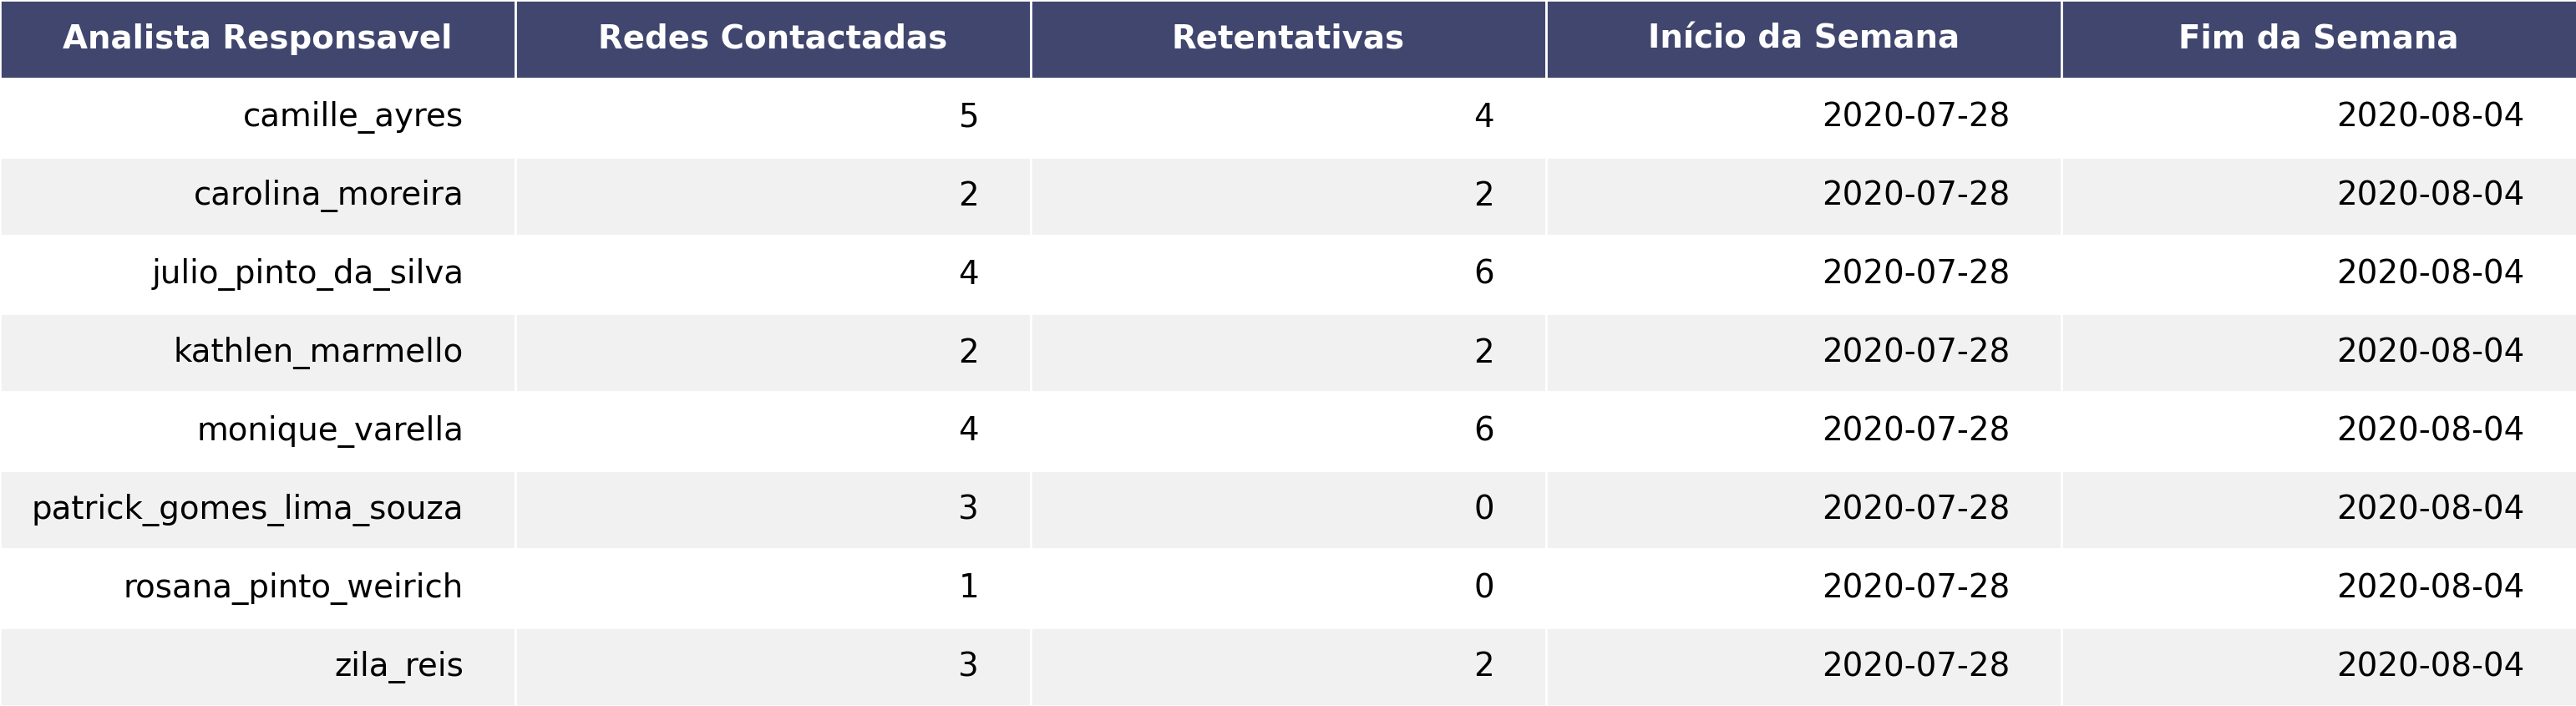 Analista Responsavel Redes Contactadas Retentativas Início da Semana Fim da Semana
camille_ayres 5 4 2020-07-28 2020-08-04
carolina_moreira 2 2 2020-07-28 2020-08-04
julio_pinto_da_silva 4 6 2020-07-28 2020-08-04
kathlen_marmello 2 2 2020-07-28 2020-08-04
monique_varella 4 6 2020-07-28 2020-08-04
patrick_gomes_lima_souza 3 0 2020-07-28 2020-08-04
rosana_pinto_weirich 1 0 2020-07-28 2020-08-04
zila_reis 3 2 2020-07-28 2020-08-04